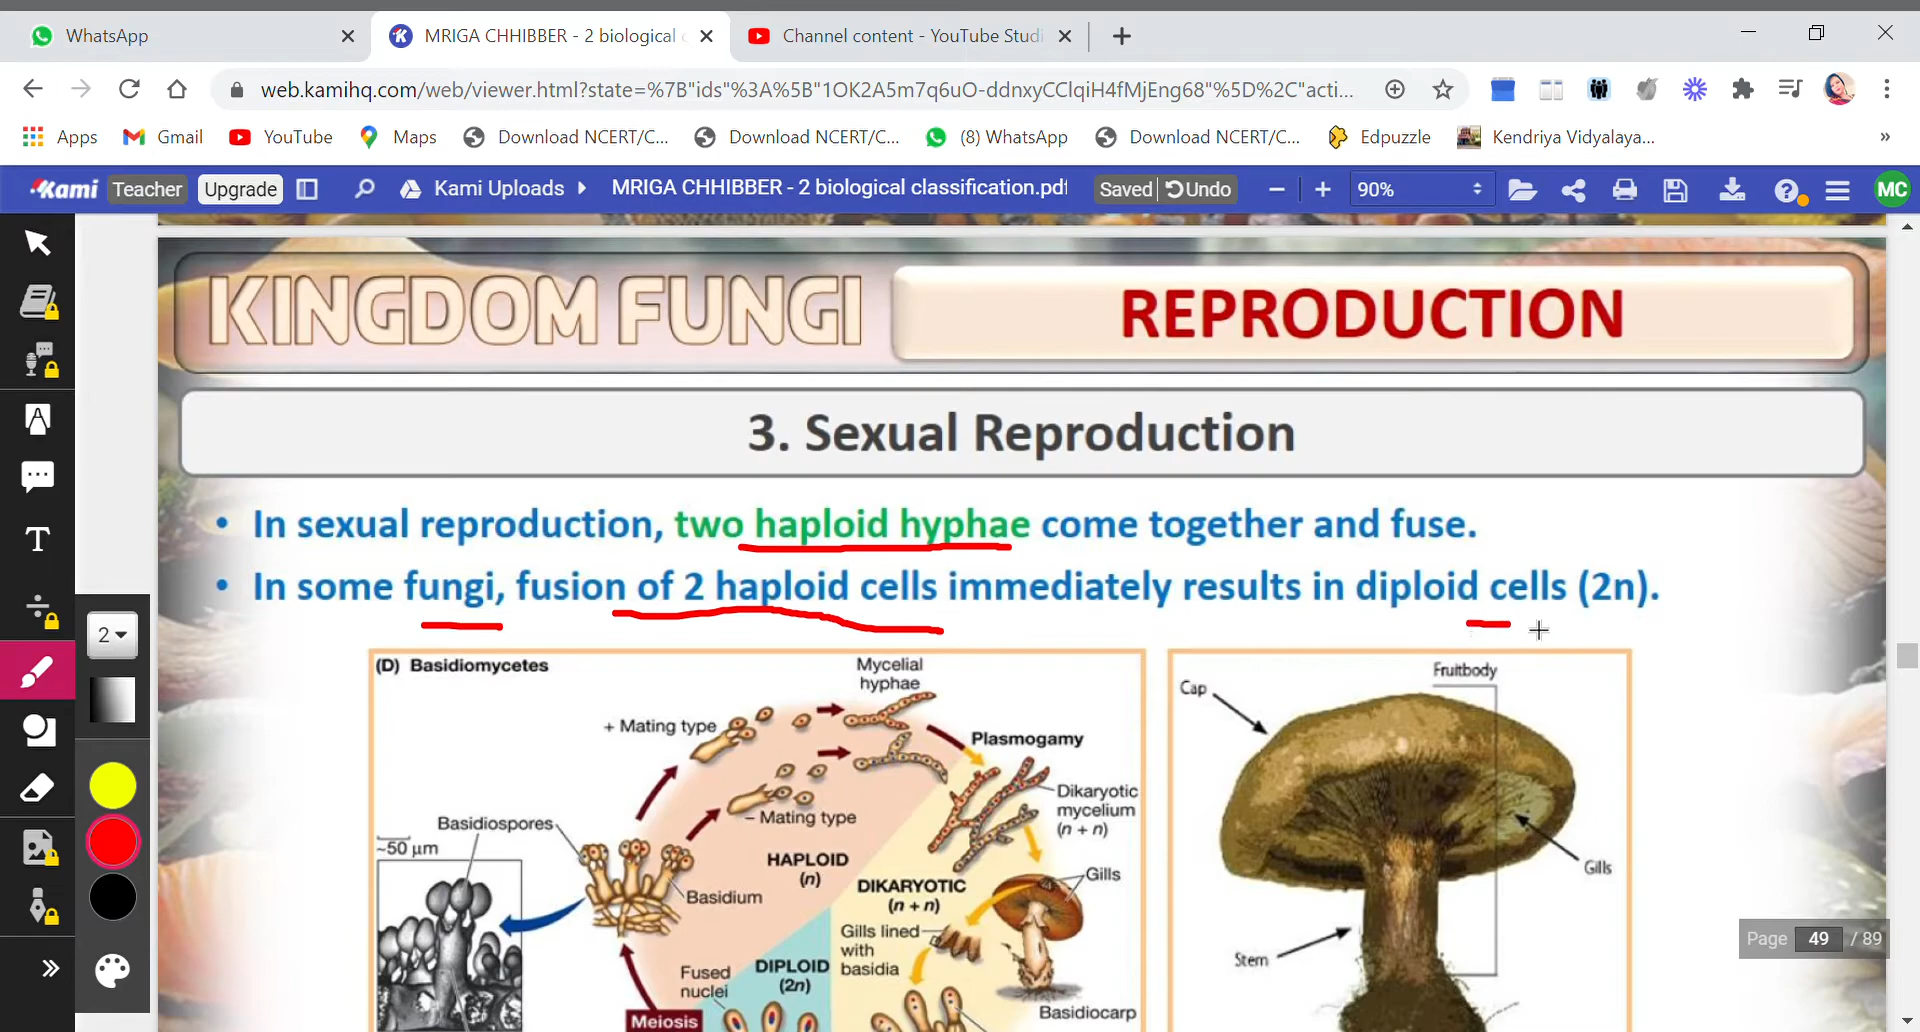 WhatsApp
MRIGA CHHIBBER - 2 biological c
Channel content - YouTube Studi
web.kamihq.com/web/viewer.html?state=%7B"ids"%3A%5B"1OK2A5m7q6uO-ddnxyCClqiH4fMjEng68"%5D%2C"acti...
Apps Gmail YouTube Maps Download NCERT/C... Download NCERT/C... (8) WhatsApp Download NCERT/C... Edpuzzle Kendriya Vidyalaya... »
Kami Teacher Upgrade Kami Uploads MRIGA CHHIBBER - 2 biological classification.pdf Saved Undo 90% MC
KINGDOM FUNGI
REPRODUCTION
3. Sexual Reproduction
• In sexual reproduction, two haploid hyphae come together and fuse.
• In some fungi, fusion of 2 haploid cells immediately results in diploid cells (2n).
2
(D) Basidiomycetes
Mycelial
hyphae
+ Mating type
Plasmogamy
Dikaryotic
mycelium
(n + n)
– Mating type
Basidiospores
~50 µm
HAPLOID
(n)
Basidium
DIKARYOTIC
(n + n)
Gills
Gills lined
with
basidia
Fused
nuclei
DIPLOID
(2n)
Basidiocarp
Meiosis
Fruitbody
Cap
Gills
Stem
Page 49 / 89